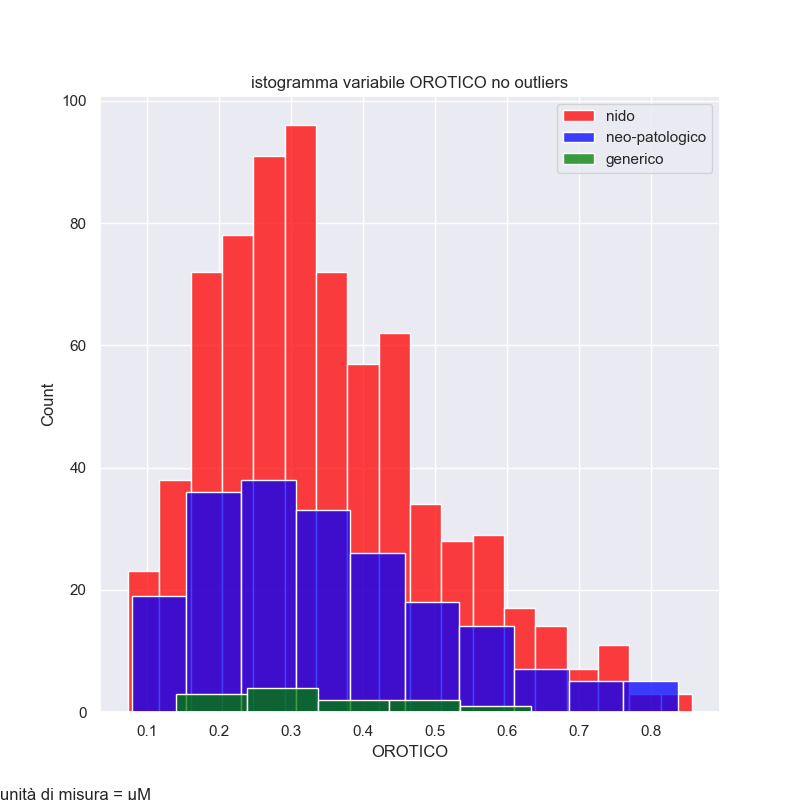 istogramma variabile OROTICO no outliers
nido
neo-patologico
generico
Count
100
80
60
40
20
0
0.1 0.2 0.3 0.4 0.5 0.6 0.7 0.8
OROTICO
unità di misura = µM